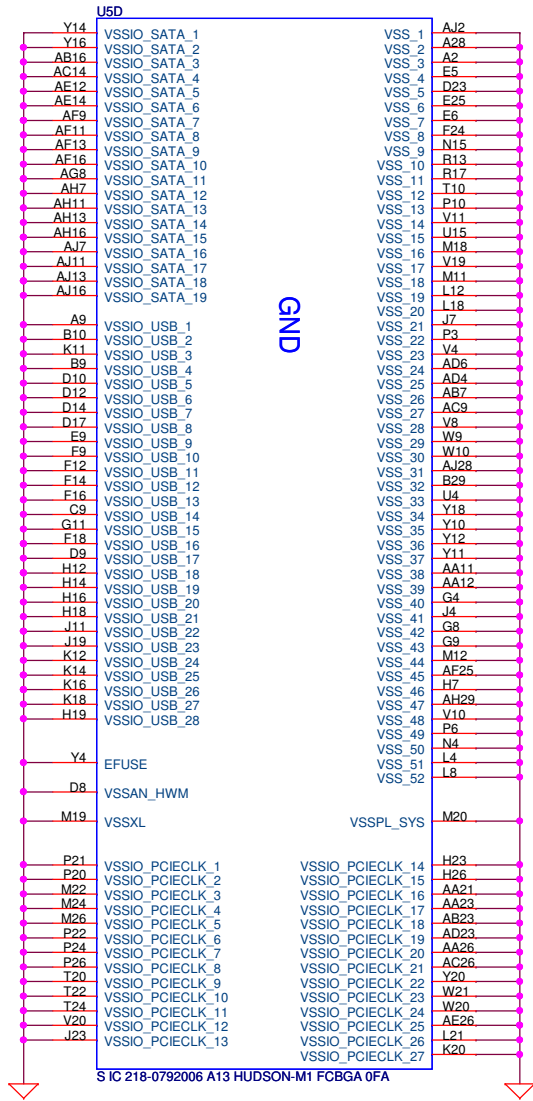 U5D
Y14 VSSIO_SATA_1 VSS_1 AJ2
Y16 VSSIO_SATA_2 VSS_2 A28
AB16 VSSIO_SATA_3 VSS_3 A2
AC14 VSSIO_SATA_4 VSS_4 E5
AE12 VSSIO_SATA_5 VSS_5 D23
AE14 VSSIO_SATA_6 VSS_6 E25
AF9 VSSIO_SATA_7 VSS_7 E6
AF11 VSSIO_SATA_8 VSS_8 F24
AF13 VSSIO_SATA_9 VSS_9 N15
AF16 VSSIO_SATA_10 VSS_10 R13
AG8 VSSIO_SATA_11 VSS_11 R17
AH7 VSSIO_SATA_12 VSS_12 T10
AH11 VSSIO_SATA_13 VSS_13 P10
AH13 VSSIO_SATA_14 VSS_14 V11
AH16 VSSIO_SATA_15 VSS_15 U15
AJ7 VSSIO_SATA_16 VSS_16 M18
AJ11 VSSIO_SATA_17 VSS_17 V19
AJ13 VSSIO_SATA_18 VSS_18 M11
AJ16 VSSIO_SATA_19 VSS_19 L12
VSS_20 L18
GND
A9 VSSIO_USB_1 VSS_21 J7
B10 VSSIO_USB_2 VSS_22 P3
K11 VSSIO_USB_3 VSS_23 V4
B9 VSSIO_USB_4 VSS_24 AD6
D10 VSSIO_USB_5 VSS_25 AD4
D12 VSSIO_USB_6 VSS_26 AB7
D14 VSSIO_USB_7 VSS_27 AC9
D17 VSSIO_USB_8 VSS_28 V8
E9 VSSIO_USB_9 VSS_29 W9
F9 VSSIO_USB_10 VSS_30 W10
F12 VSSIO_USB_11 VSS_31 AJ28
F14 VSSIO_USB_12 VSS_32 B29
F16 VSSIO_USB_13 VSS_33 U4
C9 VSSIO_USB_14 VSS_34 Y18
G11 VSSIO_USB_15 VSS_35 Y10
F18 VSSIO_USB_16 VSS_36 Y12
D9 VSSIO_USB_17 VSS_37 Y11
H12 VSSIO_USB_18 VSS_38 AA11
H14 VSSIO_USB_19 VSS_39 AA12
H16 VSSIO_USB_20 VSS_40 G4
H18 VSSIO_USB_21 VSS_41 J4
J11 VSSIO_USB_22 VSS_42 G8
J19 VSSIO_USB_23 VSS_43 G9
K12 VSSIO_USB_24 VSS_44 M12
K14 VSSIO_USB_25 VSS_45 AF25
K16 VSSIO_USB_26 VSS_46 H7
K18 VSSIO_USB_27 VSS_47 AH29
H19 VSSIO_USB_28 VSS_48 V10
VSS_49 P6
VSS_50 N4
Y4 EFUSE VSS_51 L4
VSS_52 L8
D8 VSSAN_HWM
M19 VSSXL VSSPL_SYS M20
P21 VSSIO_PCIECLK_1 VSSIO_PCIECLK_14 H23
P20 VSSIO_PCIECLK_2 VSSIO_PCIECLK_15 H26
M22 VSSIO_PCIECLK_3 VSSIO_PCIECLK_16 AA21
M24 VSSIO_PCIECLK_4 VSSIO_PCIECLK_17 AA23
M26 VSSIO_PCIECLK_5 VSSIO_PCIECLK_18 AB23
P22 VSSIO_PCIECLK_6 VSSIO_PCIECLK_19 AD23
P24 VSSIO_PCIECLK_7 VSSIO_PCIECLK_20 AA26
P26 VSSIO_PCIECLK_8 VSSIO_PCIECLK_21 AC26
T20 VSSIO_PCIECLK_9 VSSIO_PCIECLK_22 Y20
T22 VSSIO_PCIECLK_10 VSSIO_PCIECLK_23 W21
T24 VSSIO_PCIECLK_11 VSSIO_PCIECLK_24 W20
V20 VSSIO_PCIECLK_12 VSSIO_PCIECLK_25 AE26
J23 VSSIO_PCIECLK_13 VSSIO_PCIECLK_26 L21
VSSIO_PCIECLK_27 K20
S IC 218-0792006 A13 HUDSON-M1 FCBGA 0FA